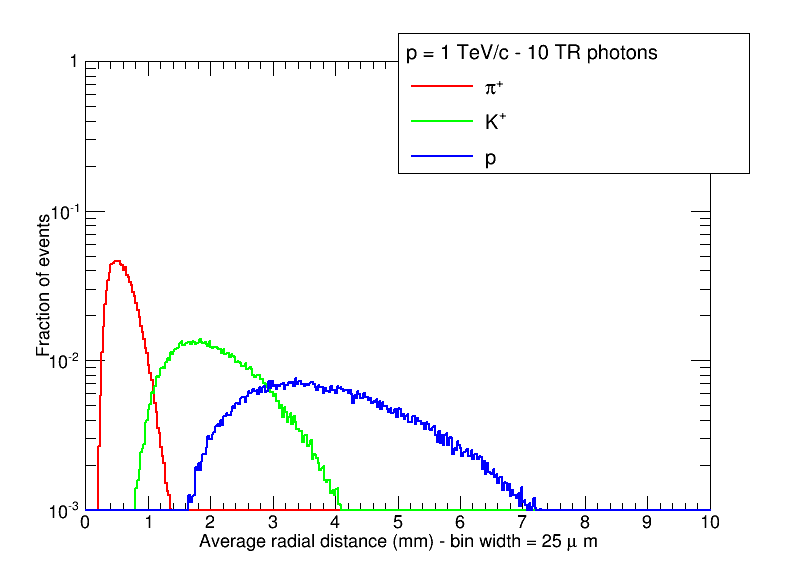 p = 1 TeV/c - 10 TR photons
π⁺
K⁺
p
Fraction of events
1
10⁻¹
10⁻²
10⁻³
0 1 2 3 4 5 6 7 8 9 10
Average radial distance (mm) - bin width = 25 μ m